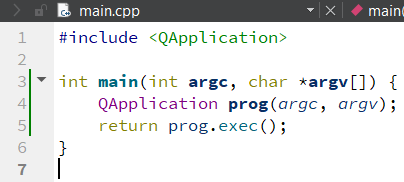 main.cpp
main(
1 #include <QApplication>
2
3 int main(int argc, char *argv[]) {
4     QApplication prog(argc, argv);
5     return prog.exec();
6 }
7